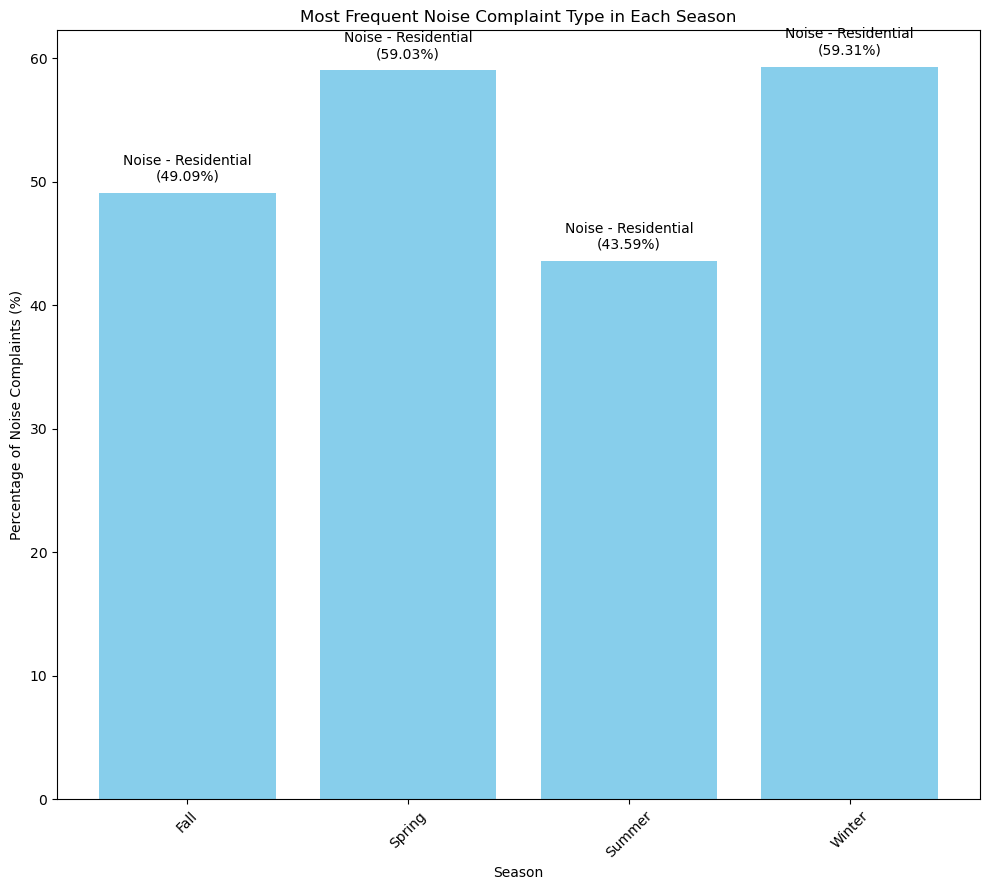 Most Frequent Noise Complaint Type in Each Season
Noise - Residential
(59.03%)
Noise - Residential
(59.31%)
Noise - Residential
(49.09%)
Noise - Residential
(43.59%)
Percentage of Noise Complaints (%)
60
50
40
30
20
10
0
Fall
Spring
Summer
Winter
Season